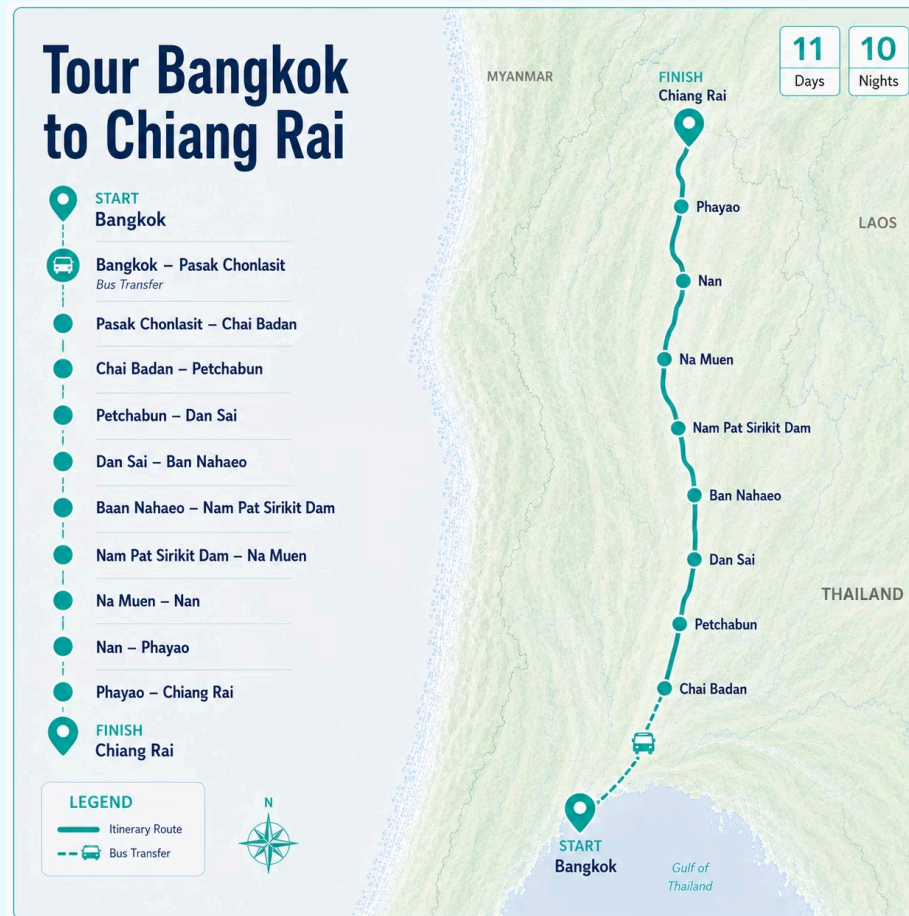 Tour Bangkok
to Chiang Rai
START
Bangkok
Bangkok – Pasak Chonlasit
Bus Transfer
Pasak Chonlasit – Chai Badan
Chai Badan – Petchabun
Petchabun – Dan Sai
Dan Sai – Ban Nahaeo
Baan Nahaeo – Nam Pat Sirikit Dam
Nam Pat Sirikit Dam – Na Muen
Na Muen – Nan
Nan – Phayao
Phayao – Chiang Rai
FINISH
Chiang Rai
LEGEND
Itinerary Route
Bus Transfer
N
MYANMAR
FINISH
Chiang Rai
11
Days
10
Nights
Phayao
LAOS
Nan
Na Muen
Nam Pat Sirikit Dam
Ban Nahaeo
Dan Sai
THAILAND
Petchabun
Chai Badan
START
Bangkok
Gulf of
Thailand